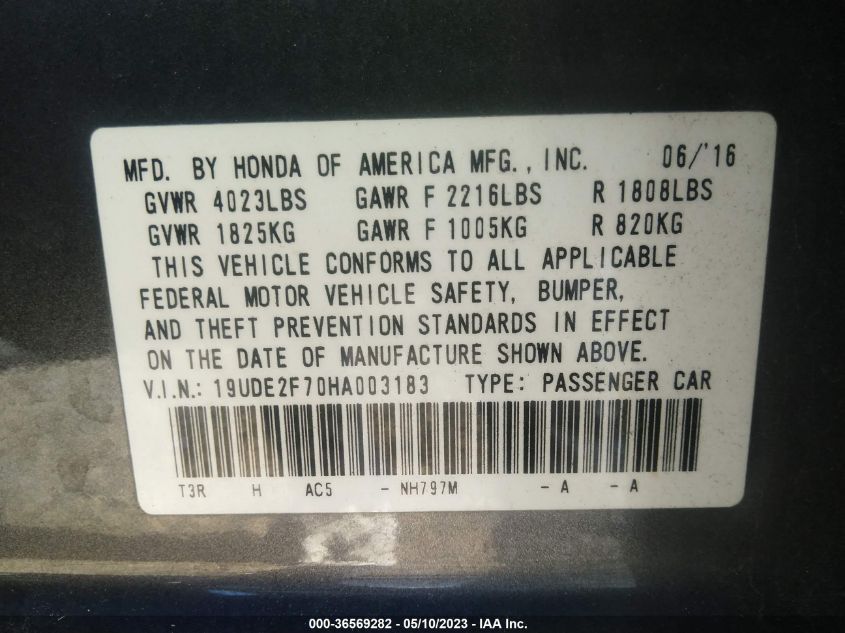 MFD. BY HONDA OF AMERICA MFG., INC. 06/'16
GVWR 4023LBS GAWR F 2216LBS R 1808LBS
GVWR 1825KG GAWR F 1005KG R 820KG
THIS VEHICLE CONFORMS TO ALL APPLICABLE
FEDERAL MOTOR VEHICLE SAFETY, BUMPER,
AND THEFT PREVENTION STANDARDS IN EFFECT
ON THE DATE OF MANUFACTURE SHOWN ABOVE.
V.I.N.: 19UDE2F70HA003183 TYPE: PASSENGER CAR
T3R H AC5 - NH797M - A - A
000-36569282 - 05/10/2023 - IAA Inc.